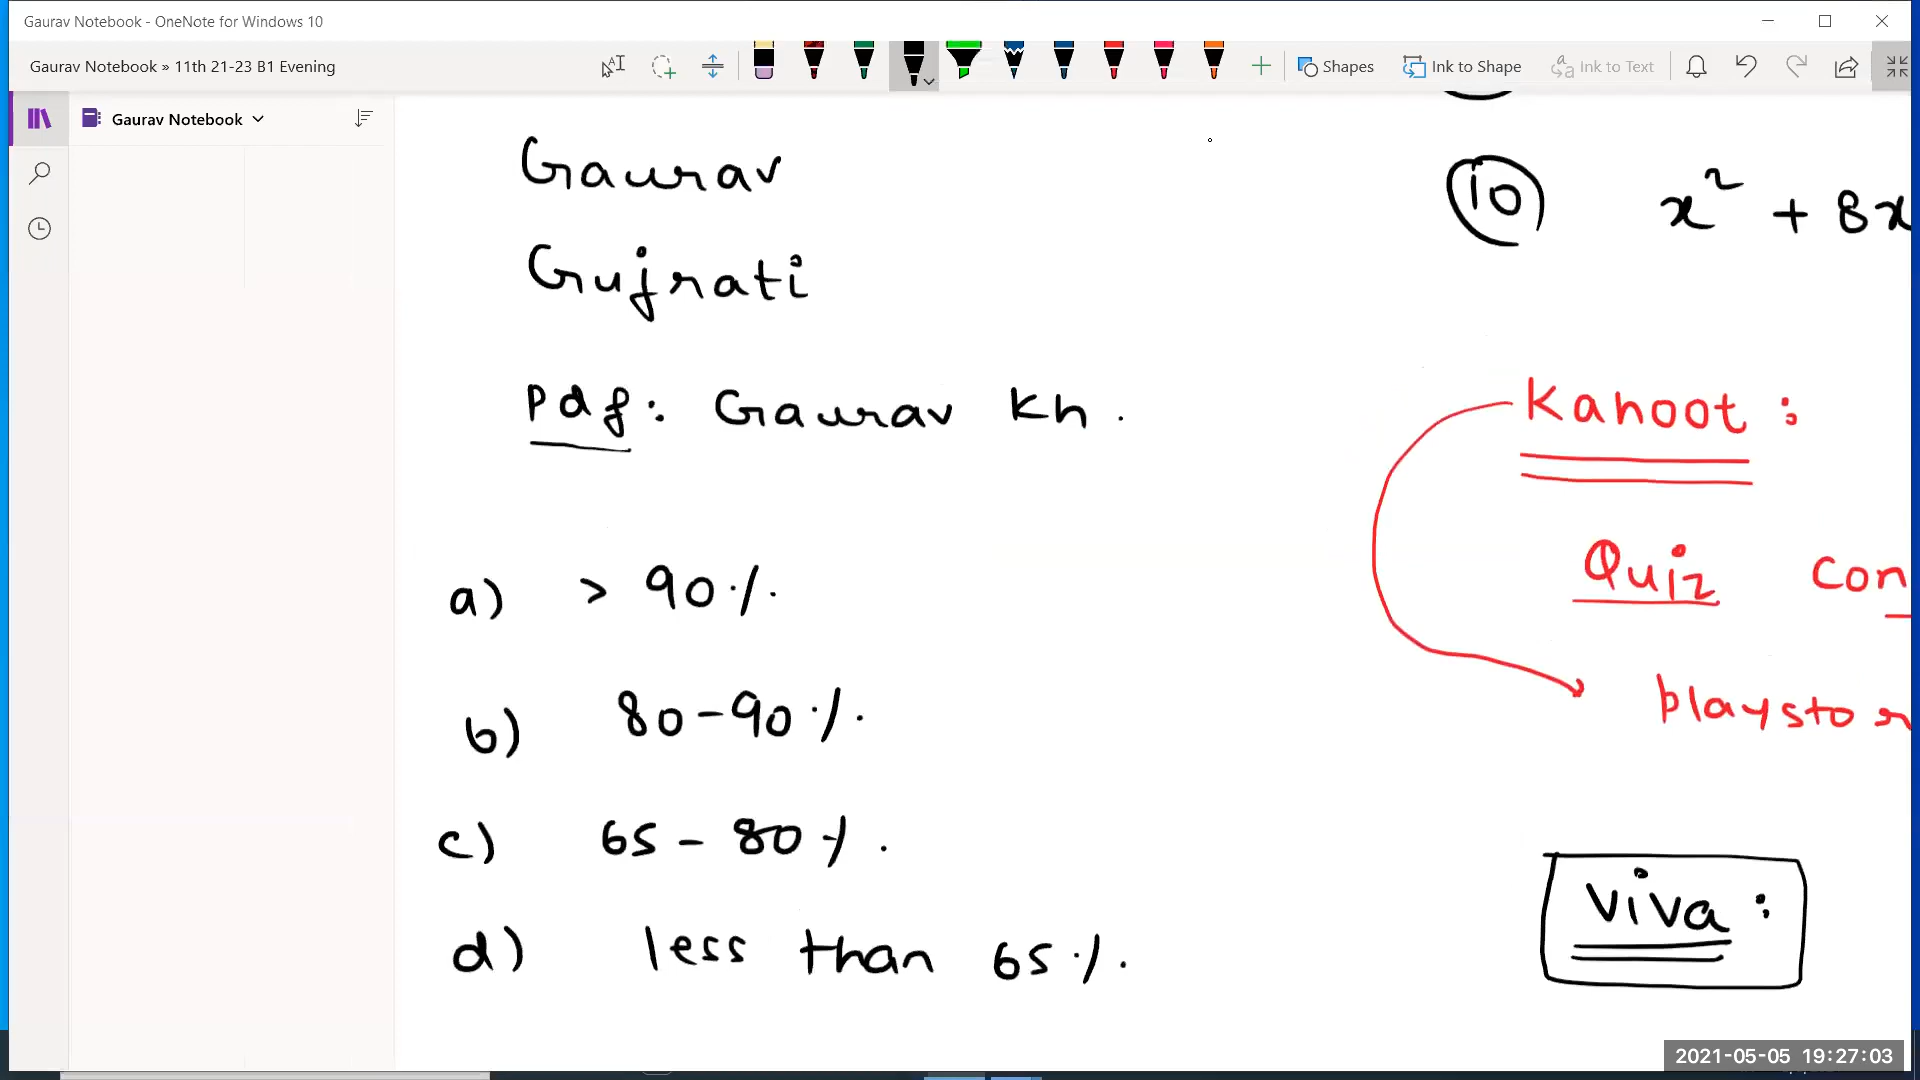 Gaurav Notebook - OneNote for Windows 10
Gaurav Notebook » 11th 21-23 B1 Evening
Shapes
Ink to Shape
Ink to Text
Gaurav Notebook
Gaurav
Gujrati
Pdf: Gaurav Kh.
a) > 90%.
b) 80-90%.
c) 65 - 80%.
d) less than 65%.
10 x² + 8x
Kahoot:
Quiz con
playstor
Viva:
2021-05-05 19:27:03